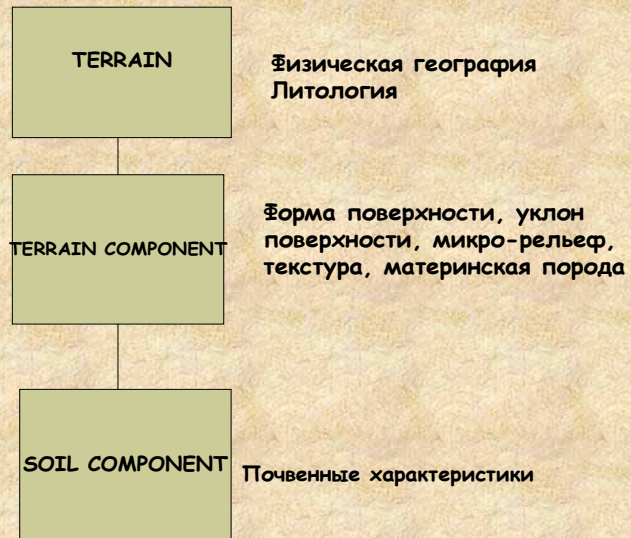 TERRAIN
Физическая география
Литология
TERRAIN COMPONENT
Форма поверхности, уклон
поверхности, микро-рельеф,
текстура, материнская порода
SOIL COMPONENT
Почвенные характеристики